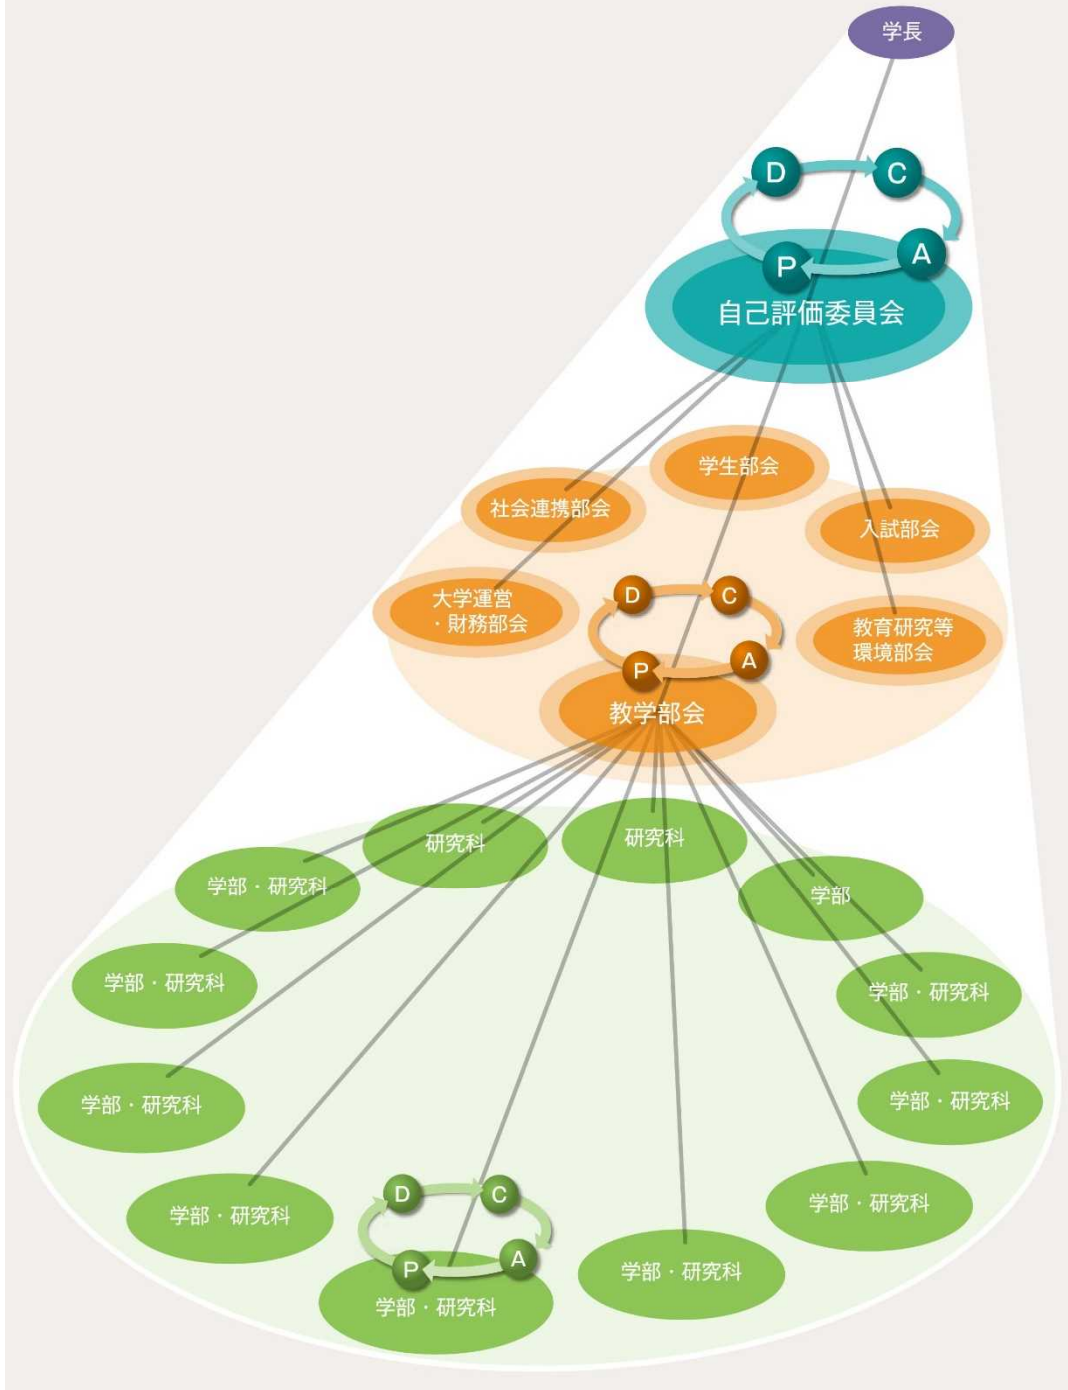 学長
D
C
P
A
自己評価委員会
学生部会
社会連携部会
入試部会
大学運営
・財務部会
教育研究等
環境部会
D
C
P
A
教学部会
研究科
研究科
学部・研究科
学部
学部・研究科
学部・研究科
学部・研究科
学部・研究科
学部・研究科
学部・研究科
D
C
P
A
学部・研究科
学部・研究科